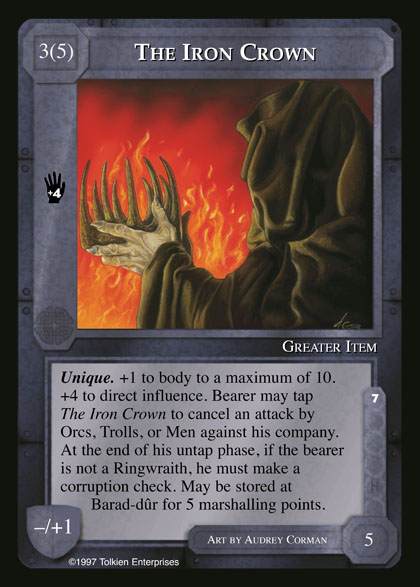 3(5)
THE IRON CROWN
+4
GREATER ITEM
Unique. +1 to body to a maximum of 10.
+4 to direct influence. Bearer may tap
The Iron Crown to cancel an attack by
Orcs, Trolls, or Men against his company.
At the end of his untap phase, if the bearer
is not a Ringwraith, he must make a
corruption check. May be stored at
Barad-dûr for 5 marshalling points.
7
–/+1
ART BY AUDREY CORMAN
5
©1997 Tolkien Enterprises